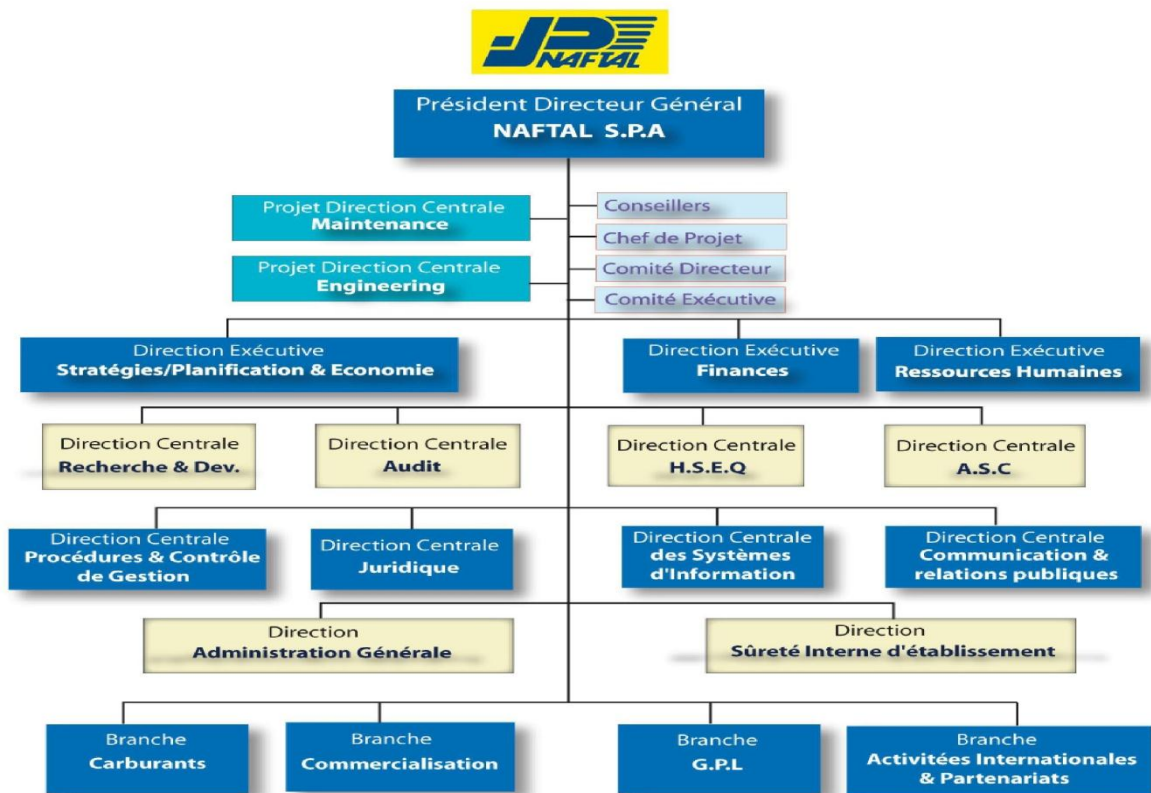 NAFTAL
Président Directeur Général
NAFTAL S.P.A
Projet Direction Centrale
Maintenance
Projet Direction Centrale
Engineering
Conseillers
Chef de Projet
Comité Directeur
Comité Exécutive
Direction Exécutive
Stratégies/Planification & Economie
Direction Exécutive
Finances
Direction Exécutive
Ressources Humaines
Direction Centrale
Recherche & Dev.
Direction Centrale
Audit
Direction Centrale
H.S.E.Q
Direction Centrale
A.S.C
Direction Centrale
Procédures & Contrôle
de Gestion
Direction Centrale
Juridique
Direction Centrale
des Systèmes
d'Information
Direction Centrale
Communication &
relations publiques
Direction
Administration Générale
Direction
Sûreté Interne d'établissement
Branche
Carburants
Branche
Commercialisation
Branche
G.P.L
Branche
Activitées Internationales
& Partenariats